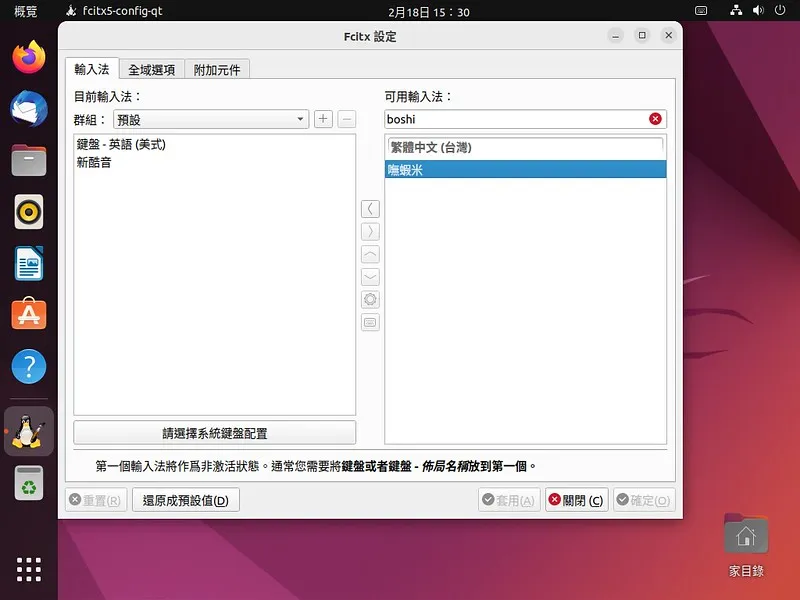 概覽
fcitx5-config-qt
2月18日 15：30
Fcitx 設定
輸入法
全域選項
附加元件
目前輸入法：
可用輸入法：
群組：
預設
boshi
鍵盤 - 英語 (美式)
新酷音
繁體中文 (台灣)
嘸蝦米
請選擇系統鍵盤配置
第一個輸入法將作爲非激活狀態。通常您需要將鍵盤或者鍵盤 - 佈局名稱放到第一個。
重置(R)
還原成預設值(D)
套用(A)
關閉 (C)
確定(O)
家目錄